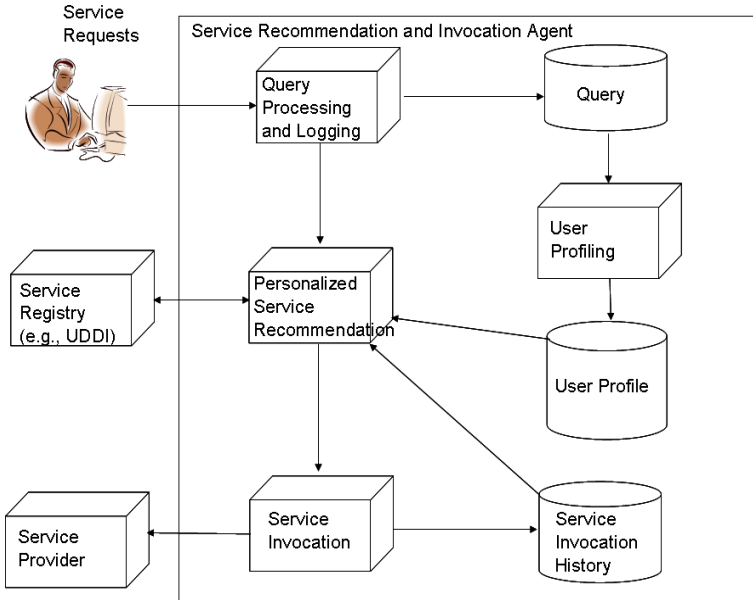 Service
Requests
Service Recommendation and Invocation Agent
Query
Processing
and Logging
Query
User
Profiling
Service
Registry
(e.g., UDDI)
Personalized
Service
Recommendation
User Profile
Service
Provider
Service
Invocation
Service
Invocation
History